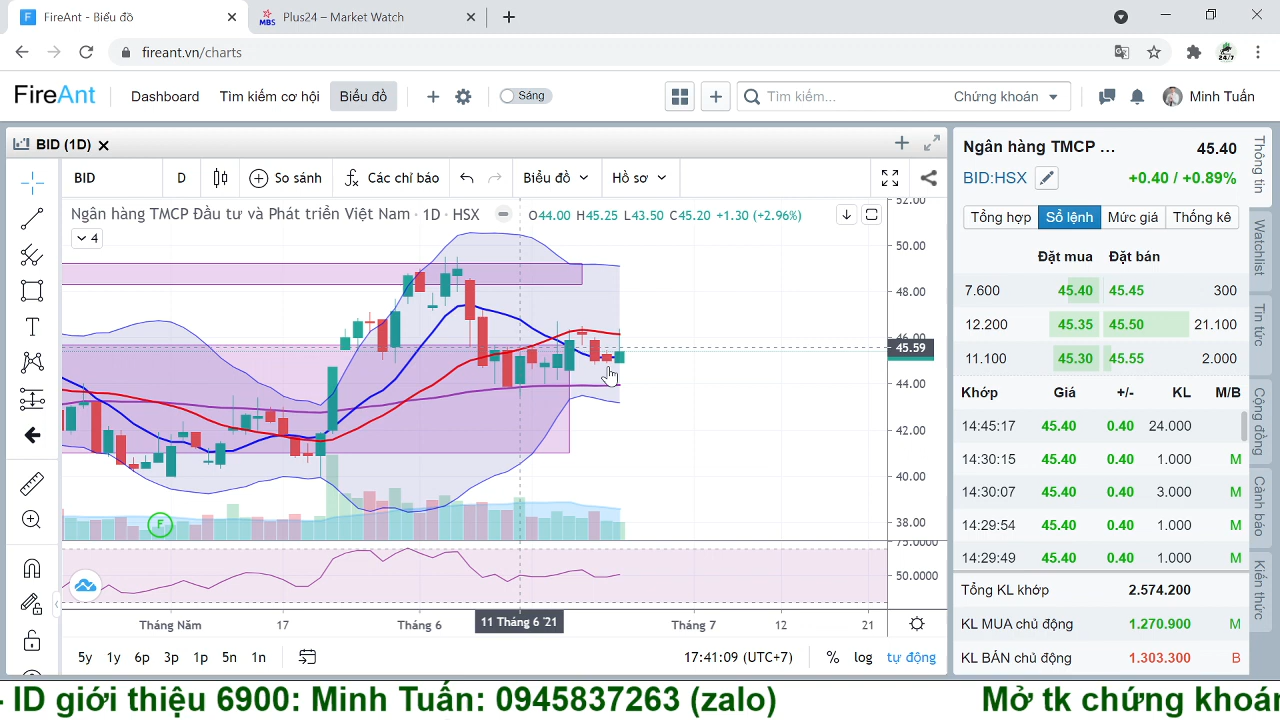 FireAnt - Biểu đồ
MBS Plus24 – Market Watch
fireant.vn/charts
24/7
FireAnt Dashboard Tìm kiếm cơ hội Biểu đồ Sáng Tìm kiếm... Chứng khoán Minh Tuấn
BID (1D)
BID D So sánh Các chỉ báo Biểu đồ Hồ sơ
Ngân hàng TMCP Đầu tư và Phát triển Việt Nam · 1D · HSX O44.00 H45.25 L43.50 C45.20 +1.30 (+2.96%)
4
52.00
50.00
48.00
46.00
45.59
44.00
42.00
40.00
38.00
75.0000
50.0000
F
Tháng Năm 17 Tháng 6 11 Tháng 6 '21 Tháng 7 12 21
5y 1y 6p 3p 1p 5n 1n 17:41:09 (UTC+7) % log tự động
Ngân hàng TMCP ... 45.40
BID:HSX +0.40 / +0.89%
Tổng hợp Sổ lệnh Mức giá Thống kê
Đặt mua Đặt bán
7.600 45.40 45.45 300
12.200 45.35 45.50 21.100
11.100 45.30 45.55 2.000
Khớp Giá +/- KL M/B
14:45:17 45.40 0.40 24.000
14:30:15 45.40 0.40 1.000 M
14:30:07 45.40 0.40 3.000 M
14:29:54 45.40 0.40 1.000 M
14:29:49 45.40 0.40 1.000 M
Tổng KL khớp 2.574.200
KL MUA chủ động 1.270.900 M
KL BÁN chủ động 1.303.300 B
Thông tin
Watchlist
Tin tức
Cộng đồng
Cảnh báo
Kiến thức
- ID giới thiệu 6900: Minh Tuấn: 0945837263 (zalo) Mở tk chứng khoán